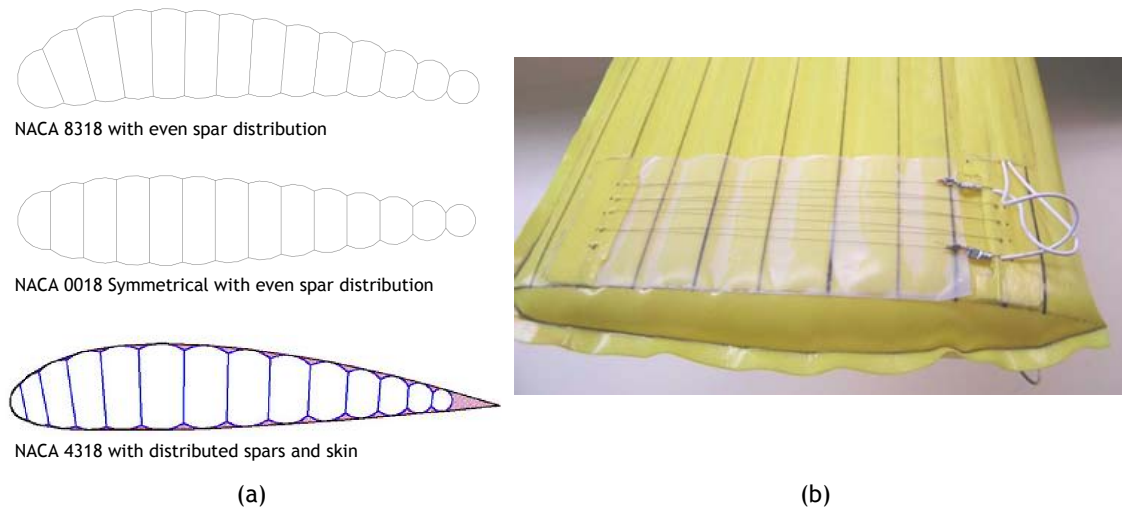 NACA 8318 with even spar distribution
NACA 0018 Symmetrical with even spar distribution
NACA 4318 with distributed spars and skin
(a)
(b)